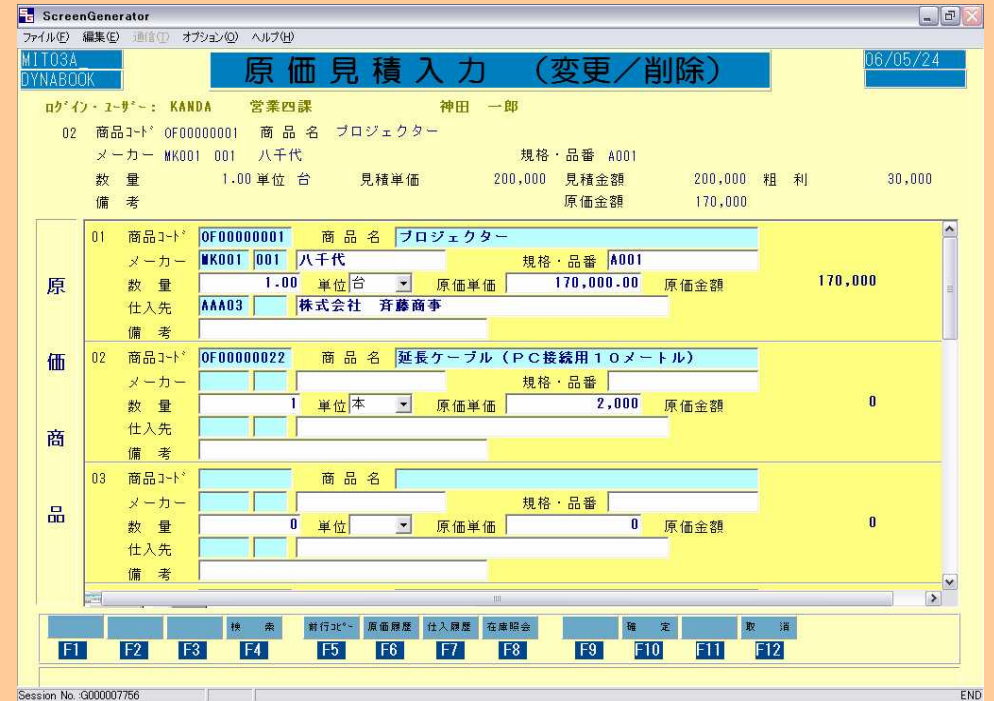 ScreenGenerator
ファイル(F) 編集(E) 通信(T) オプション(O) ヘルプ(H)
MIT03A_ 原価見積入力 (変更/削除) 06/05/24
DYNABOOK
ログイン・ユーザー: KANDA 営業四課 神田 一郎
02 商品コード OF00000001 商品名 プロジェクター
メーカー MK001 001 八千代 規格・品番 A001
数量 1.00 単位 台 見積単価 200,000 見積金額 200,000 粗利 30,000
備考 原価金額 170,000
原価商品
01 商品コード OF00000001 商品名 プロジェクター
メーカー MK001 001 八千代 規格・品番 A001
数量 1.00 単位 台 原価単価 170,000.00 原価金額 170,000
仕入先 AAA03 株式会社 斉藤商事
備考
02 商品コード OF00000022 商品名 延長ケーブル(PC接続用10メートル)
メーカー 規格・品番
数量 1 単位 本 原価単価 2,000 原価金額 0
仕入先
備考
03 商品コード 商品名
メーカー 規格・品番
数量 0 単位 原価単価 0 原価金額 0
仕入先
備考
検索 前行コピー 原価履歴 仕入履歴 在庫照会 確定 取消
F1 F2 F3 F4 F5 F6 F7 F8 F9 F10 F11 F12
Session No. :G000007756 END